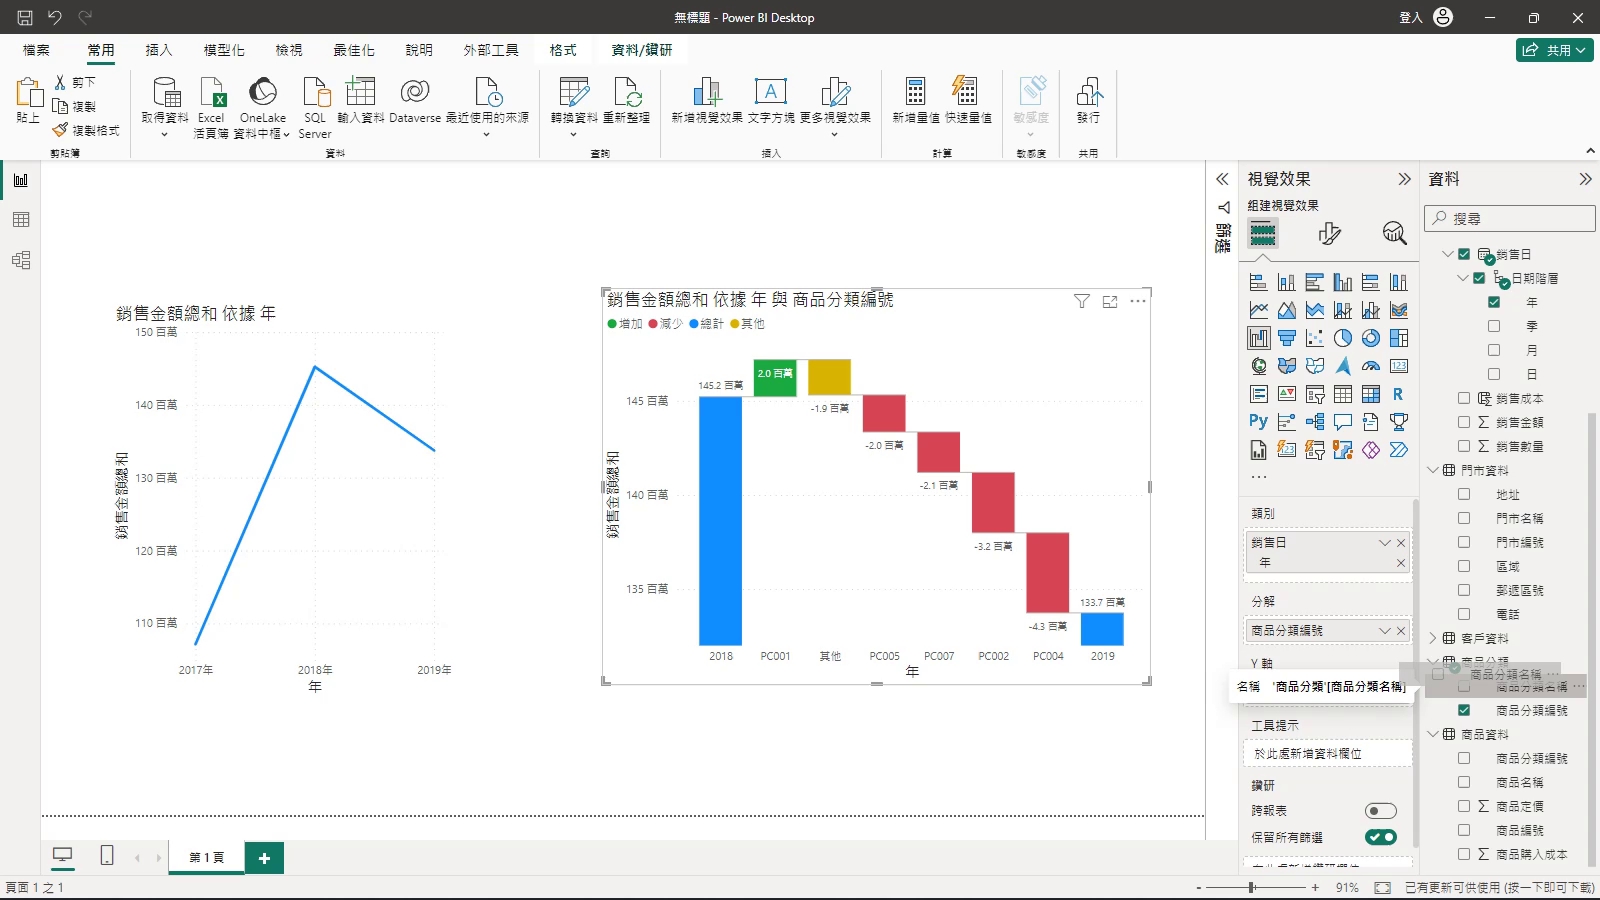 無標題 - Power BI Desktop
登入
檔案 常用 插入 模型化 檢視 最佳化 說明 外部工具 格式 資料/鑽研
共用
貼上
剪下
複製
複製格式
剪貼簿
取得資料
Excel
活頁簿
OneLake
資料中樞
SQL
Server
輸入資料
Dataverse
最近使用的來源
資料
轉換資料
重新整理
查詢
新增視覺效果
文字方塊
更多視覺效果
插入
新增量值
快速量值
計算
敏感度
敏感度
發行
共用
銷售金額總和 依據 年
150 百萬
140 百萬
130 百萬
120 百萬
110 百萬
銷售金額總和
2017年 2018年 2019年
年
銷售金額總和 依據 年 與 商品分類編號
增加 減少 總計 其他
145 百萬
140 百萬
135 百萬
銷售金額總和
145.2 百萬
2.0 百萬
-1.9 百萬
-2.0 百萬
-2.1 百萬
-3.2 百萬
-4.3 百萬
133.7 百萬
2018 PC001 其他 PC005 PC007 PC002 PC004 2019
年
篩選
視覺效果
組建視覺效果
R
Py
123
類別
銷售日
年
分解
商品分類編號
Y 軸
名稱 '商品分類'[商品分類名稱]
工具提示
於此處新增資料欄位
鑽研
跨報表
保留所有篩選
資料
搜尋
銷售日
日期階層
年
季
月
日
銷售成本
銷售金額
銷售數量
門市資料
地址
門市名稱
門市編號
區域
郵遞區號
電話
客戶資料
商品分類
商品分類名稱
商品分類名稱
商品分類編號
商品資料
商品分類編號
商品名稱
商品定價
商品編號
商品購入成本
第 1 頁
頁面 1 之 1
91%
已有更新可供使用 (按一下即可下載)